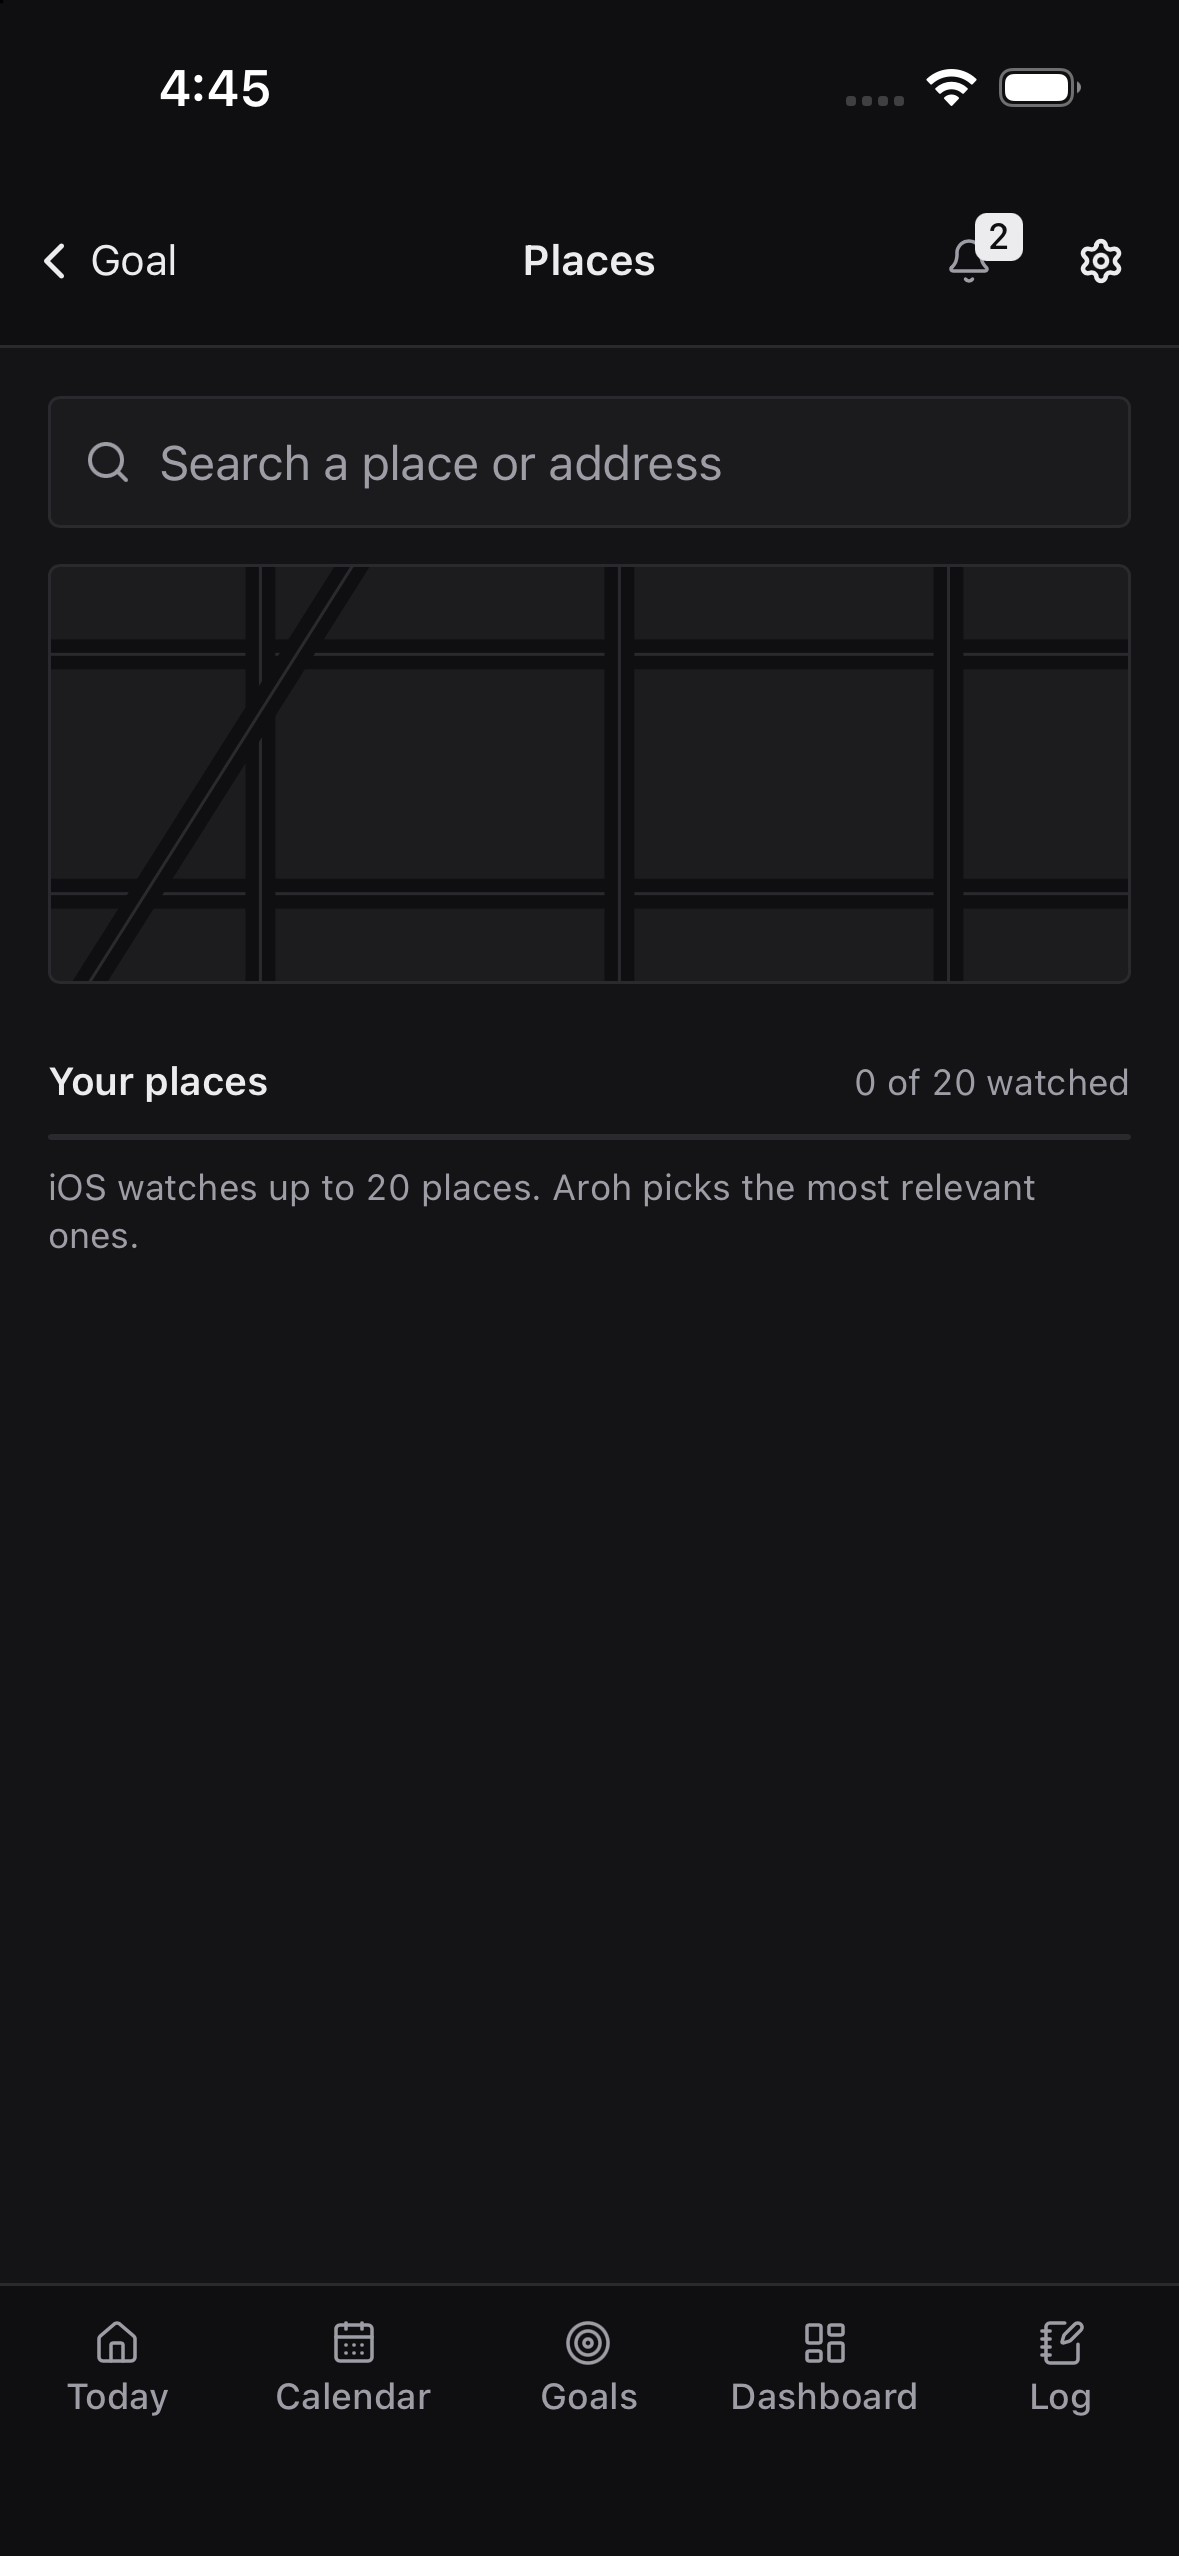 4:45
Goal
Places
2
Search a place or address
Your places
0 of 20 watched
iOS watches up to 20 places. Aroh picks the most relevant
ones.
Today
Calendar
Goals
Dashboard
Log